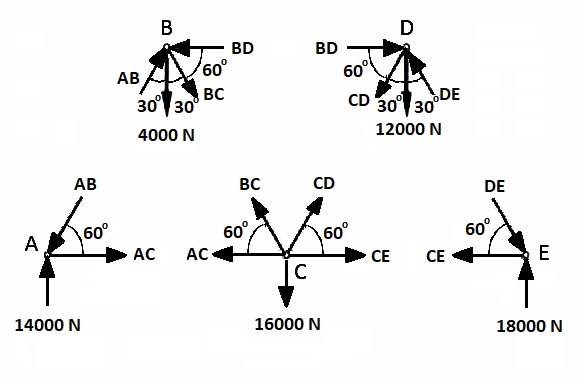 B
D
BD
BD
60°
60°
AB
BC
CD
DE
30°
30°
30°
30°
4000 N
12000 N
AB
BC
CD
DE
60°
60°
60°
60°
A
AC
AC
C
CE
CE
E
14000 N
16000 N
18000 N